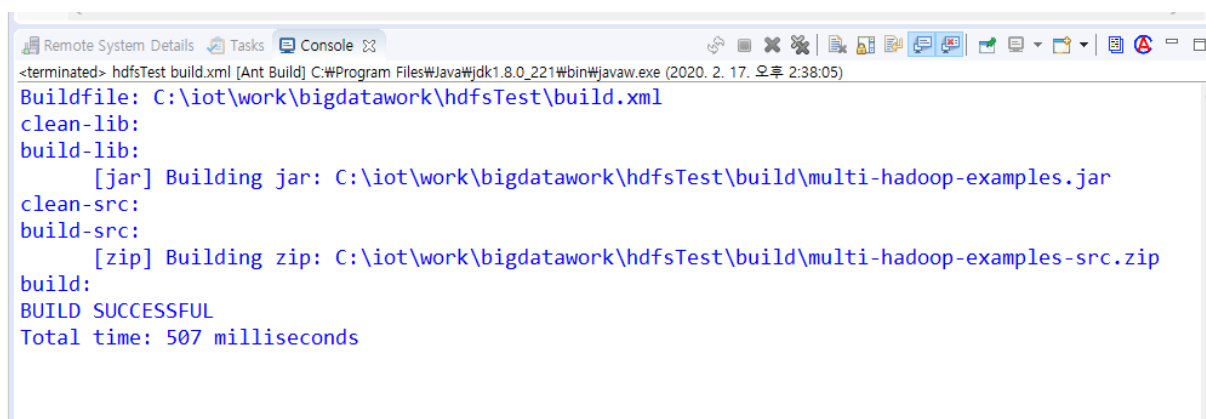 Remote System Details Tasks Console
<terminated> hdfsTest build.xml [Ant Build] C:₩Program Files₩Java₩jdk1.8.0_221₩bin₩javaw.exe (2020. 2. 17. 오후 2:38:05)
Buildfile: C:\iot\work\bigdatawork\hdfsTest\build.xml
clean-lib:
build-lib:
[jar] Building jar: C:\iot\work\bigdatawork\hdfsTest\build\multi-hadoop-examples.jar
clean-src:
build-src:
[zip] Building zip: C:\iot\work\bigdatawork\hdfsTest\build\multi-hadoop-examples-src.zip
build:
BUILD SUCCESSFUL
Total time: 507 milliseconds